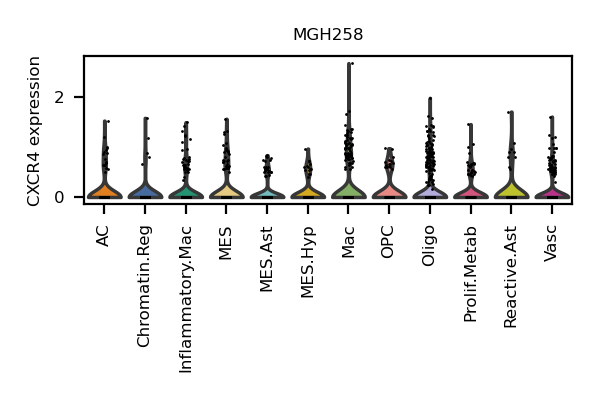 MGH258
CXCR4 expression
2
0
AC
Chromatin.Reg
Inflammatory.Mac
MES
MES.Ast
MES.Hyp
Mac
OPC
Oligo
Prolif.Metab
Reactive.Ast
Vasc